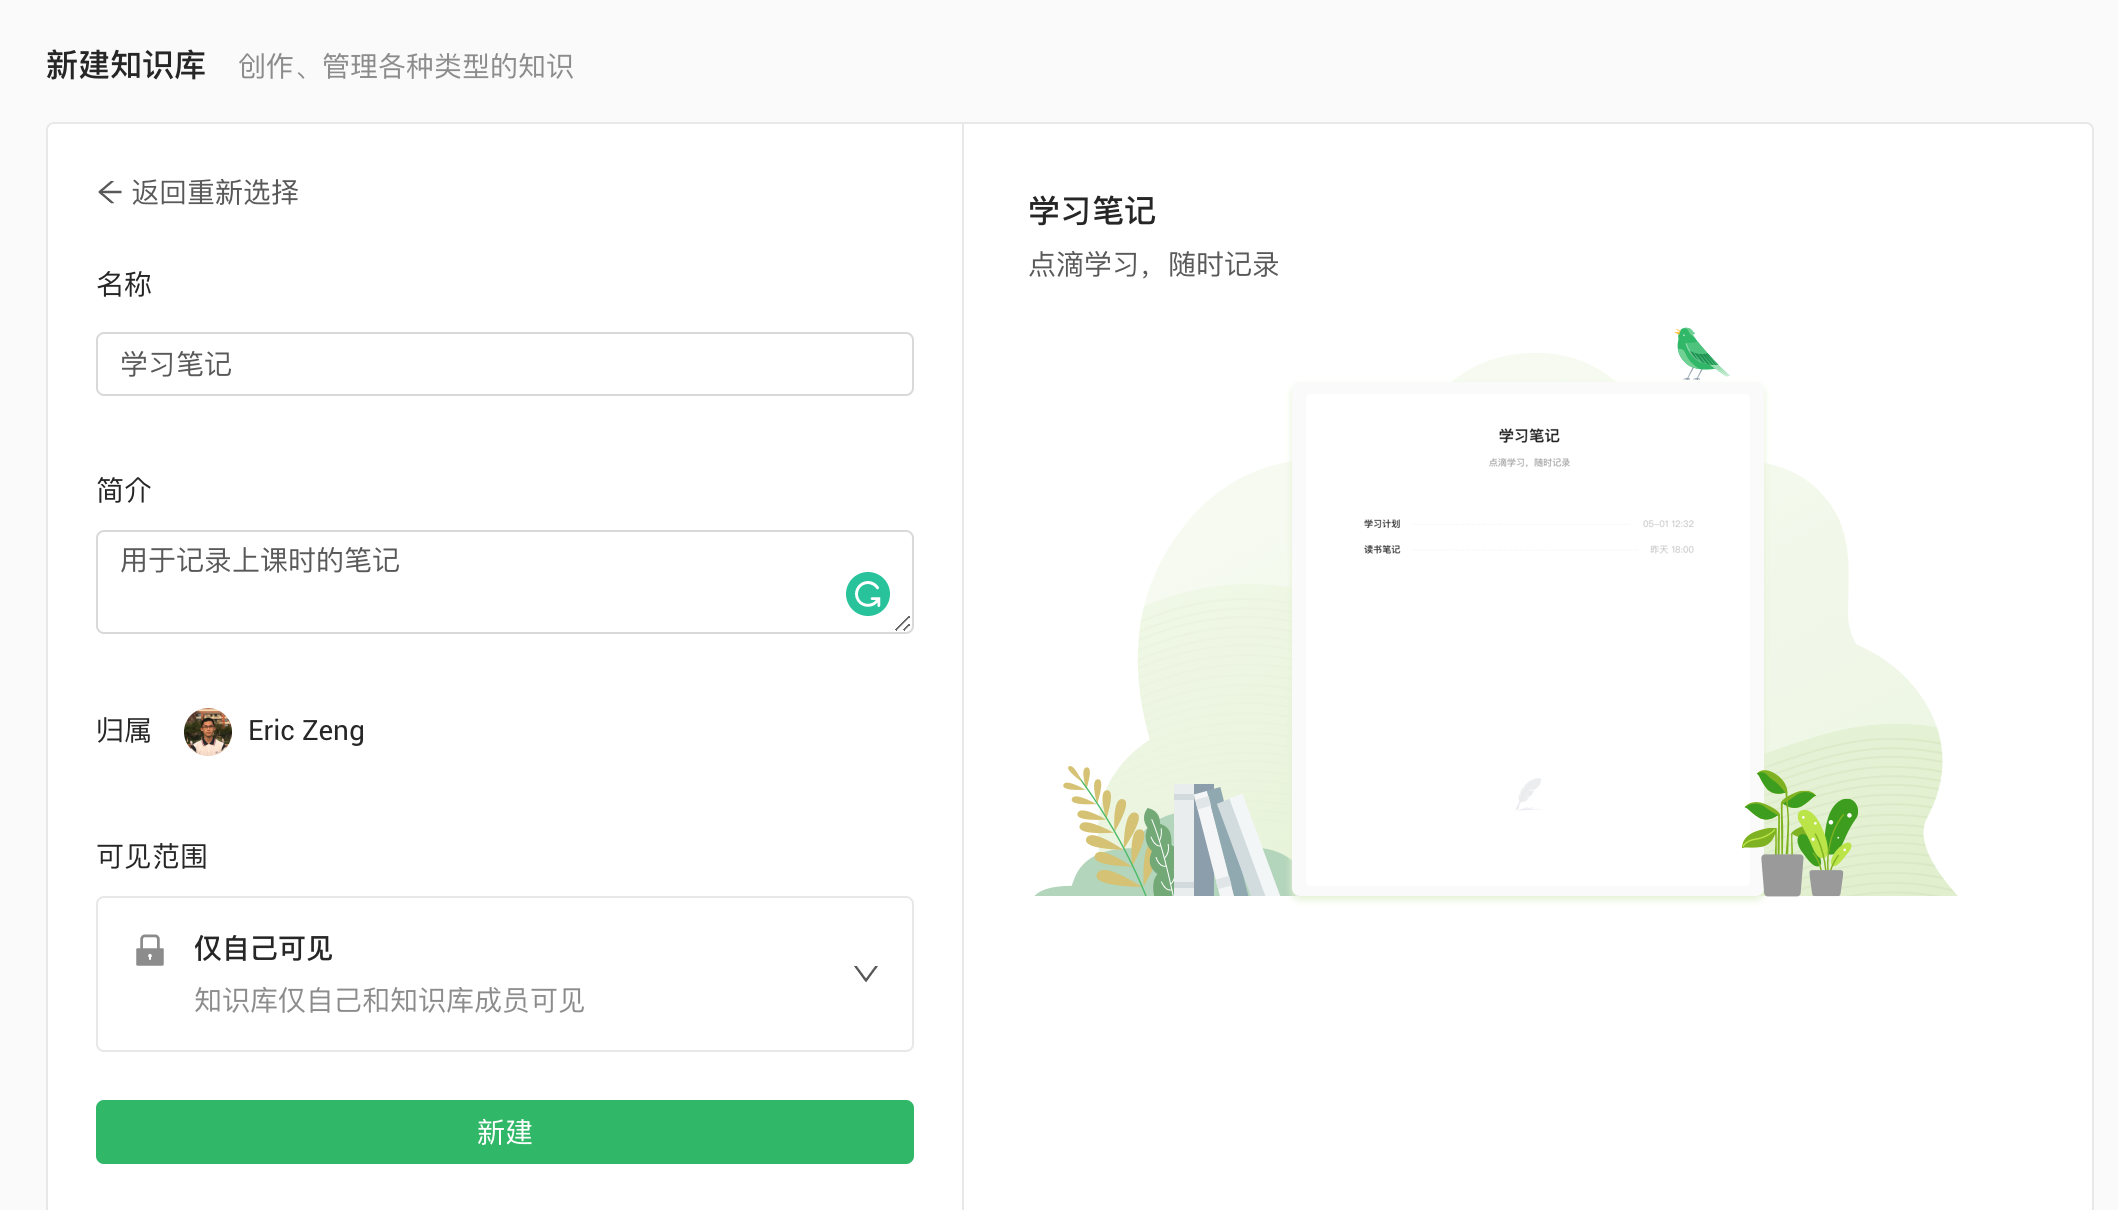 新建知识库 创作、管理各种类型的知识
返回重新选择
名称
学习笔记
简介
用于记录上课时的笔记
归属 Eric Zeng
可见范围
仅自己可见
知识库仅自己和知识库成员可见
新建
学习笔记
点滴学习，随时记录
学习笔记
点滴学习，随时记录
学习计划 05-01 12:32
读书笔记 昨天 18:00